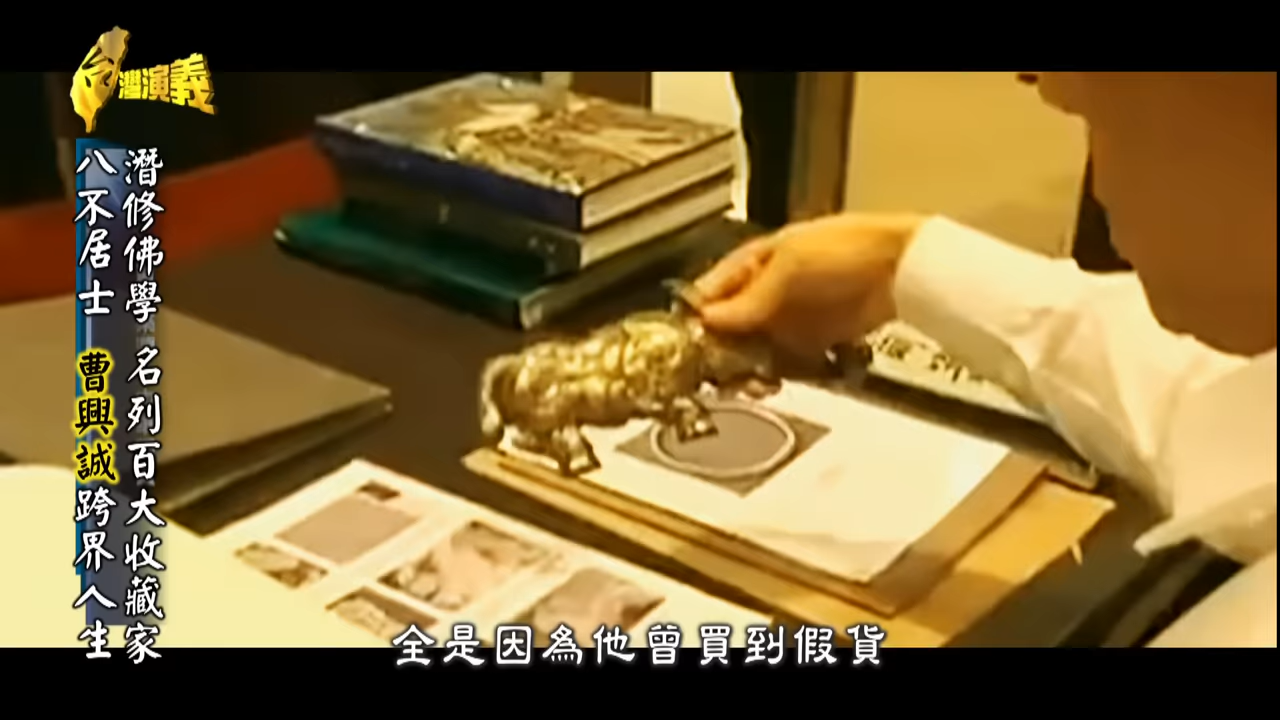 台灣演義
潛修佛學 名列百大收藏家
八不居士 曹興誠跨界人生
全是因為他曾買到假貨